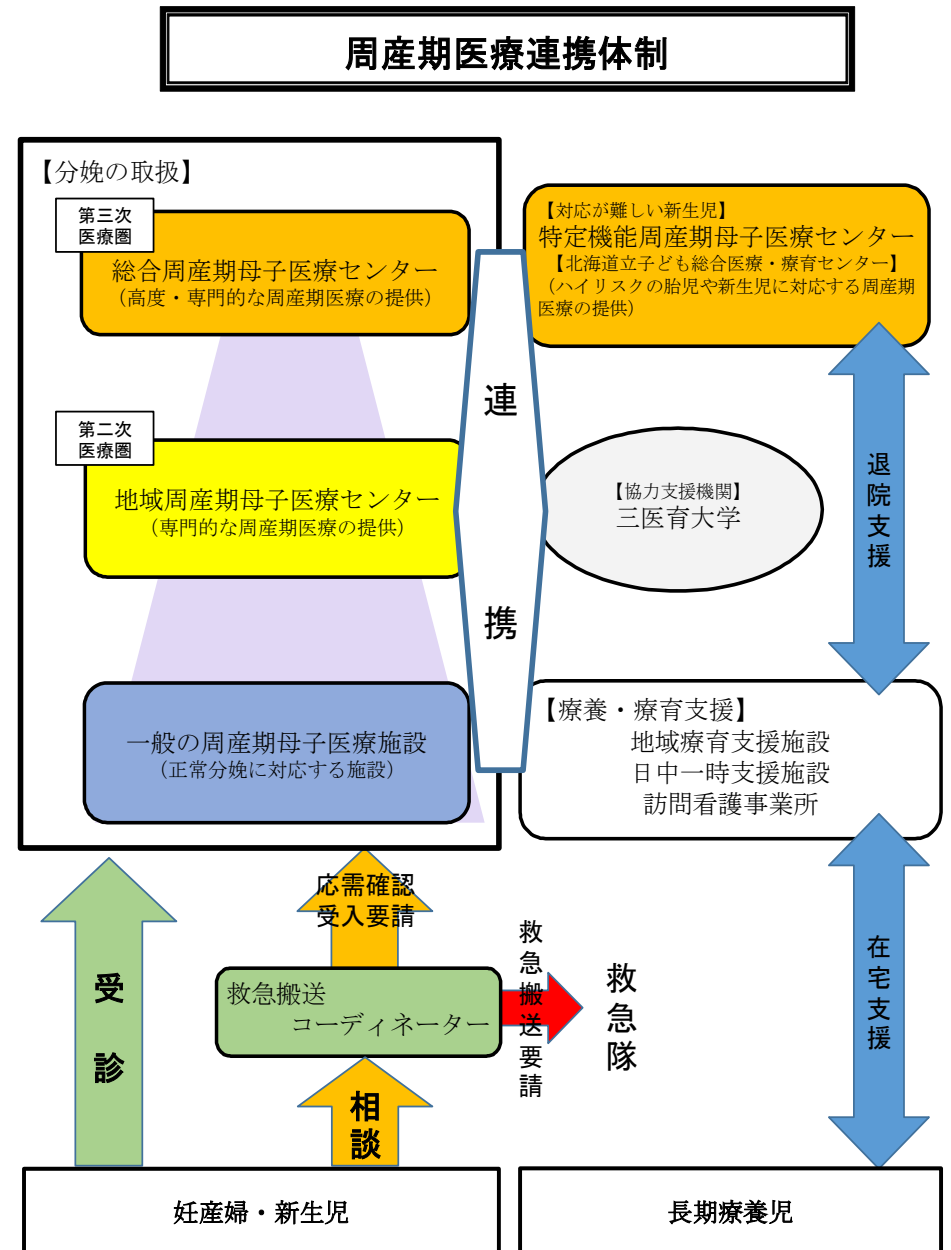 周産期医療連携体制
【分娩の取扱】
第三次
医療圏
総合周産期母子医療センター
（高度・専門的な周産期医療の提供）
第二次
医療圏
地域周産期母子医療センター
（専門的な周産期医療の提供）
一般の周産期母子医療施設
（正常分娩に対応する施設）
連携
【対応が難しい新生児】
特定機能周産期母子医療センター
【北海道立子ども総合医療・療育センター】
（ハイリスクの胎児や新生児に対応する周産期
医療の提供）
【協力支援機関】
三医育大学
退院支援
【療養・療育支援】
地域療育支援施設
日中一時支援施設
訪問看護事業所
受診
応需確認
受入要請
救急搬送
コーディネーター
救急搬送要請
救急隊
相談
在宅支援
妊産婦・新生児
長期療養児